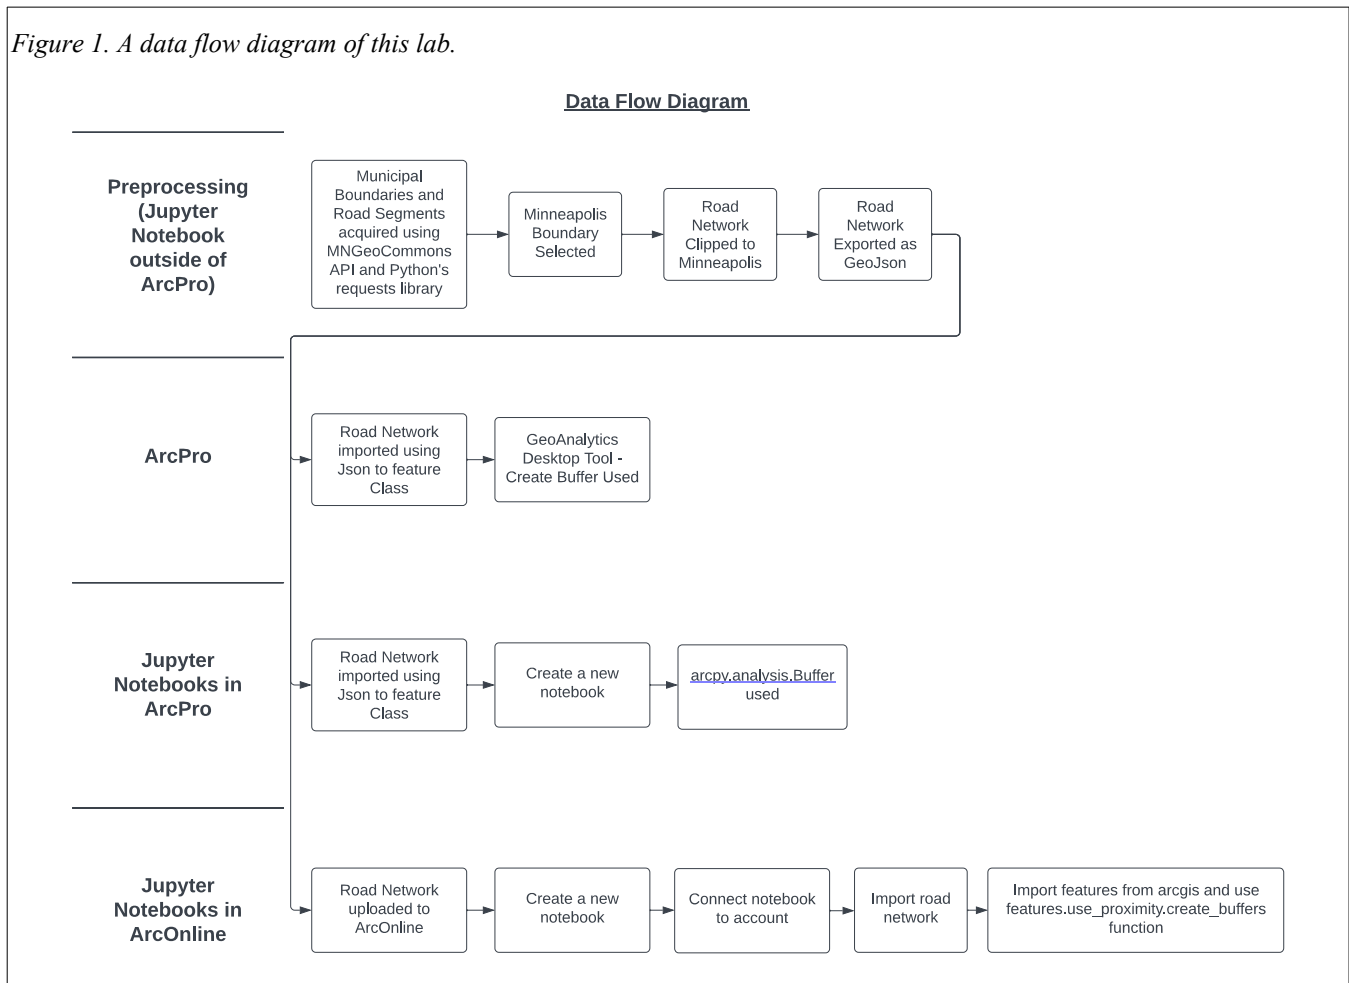 Figure 1. A data flow diagram of this lab.
Data Flow Diagram
Preprocessing
(Jupyter
Notebook
outside of
ArcPro)
Municipal
Boundaries and
Road Segments
acquired using
MNGeoCommons
API and Python's
requests library
Minneapolis
Boundary
Selected
Road
Network
Clipped to
Minneapolis
Road
Network
Exported as
GeoJson
ArcPro
Road Network
imported using
Json to feature
Class
GeoAnalytics
Desktop Tool -
Create Buffer Used
Jupyter
Notebooks in
ArcPro
Road Network
imported using
Json to feature
Class
Create a new
notebook
arcpy.analysis.Buffer
used
Jupyter
Notebooks in
ArcOnline
Road Network
uploaded to
ArcOnline
Create a new
notebook
Connect notebook
to account
Import road
network
Import features from arcgis and use
features.use_proximity.create_buffers
function